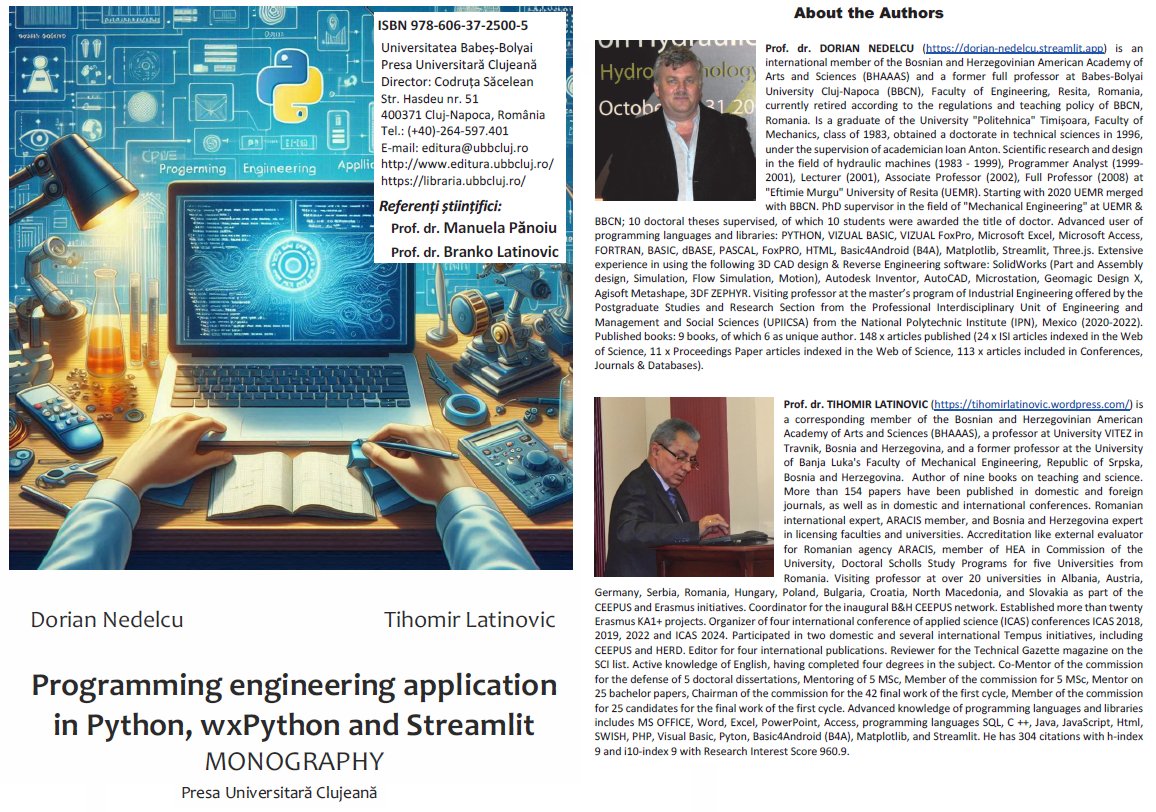 ISBN 978-606-37-2500-5
Universitatea Babeș-Bolyai
Presa Universitară Clujeană
Director: Codruța Săcelean
Str. Hasdeu nr. 51
400371 Cluj-Napoca, România
Tel.: (+40)-264-597.401
E-mail: editura@ubbcluj.ro
http://www.editura.ubbcluj.ro/
https://libraria.ubbcluj.ro/
Referenți științifici:
Prof. dr. Manuela Pănoiu
Prof. dr. Branko Latinovic
Progerming Engineering Applic
Dorian Nedelcu
Tihomir Latinovic
Programming engineering application
in Python, wxPython and Streamlit
MONOGRAPHY
Presa Universitară Clujeană
About the Authors
on Hydraulic
Hydro nology
October 31 20
Prof. dr. DORIAN NEDELCU (https://dorian-nedelcu.streamlit.app) is an
international member of the Bosnian and Herzegovinian American Academy of
Arts and Sciences (BHAAAS) and a former full professor at Babes-Bolyai
University Cluj-Napoca (BBCN), Faculty of Engineering, Resita, Romania,
currently retired according to the regulations and teaching policy of BBCN,
Romania. Is a graduate of the University "Politehnica" Timișoara, Faculty of
Mechanics, class of 1983, obtained a doctorate in technical sciences in 1996,
under the supervision of academician Ioan Anton. Scientific research and design
in the field of hydraulic machines (1983 - 1999), Programmer Analyst (1999-
2001), Lecturer (2001), Associate Professor (2002), Full Professor (2008) at
"Eftimie Murgu" University of Resita (UEMR). Starting with 2020 UEMR merged
with BBCN. PhD supervisor in the field of "Mechanical Engineering" at UEMR &
BBCN; 10 doctoral theses supervised, of which 10 students were awarded the title of doctor. Advanced user of
programming languages and libraries: PYTHON, VIZUAL BASIC, VIZUAL FoxPro, Microsoft Excel, Microsoft Access,
FORTRAN, BASIC, dBASE, PASCAL, FoxPRO, HTML, Basic4Android (B4A), Matplotlib, Streamlit, Three.js. Extensive
experience in using the following 3D CAD design & Reverse Engineering software: SolidWorks (Part and Assembly
design, Simulation, Flow Simulation, Motion), Autodesk Inventor, AutoCAD, Microstation, Geomagic Design X,
Agisoft Metashape, 3DF ZEPHYR. Visiting professor at the master's program of Industrial Engineering offered by the
Postgraduate Studies and Research Section from the Professional Interdisciplinary Unit of Engineering and
Management and Social Sciences (UPIICSA) from the National Polytechnic Institute (IPN), Mexico (2020-2022).
Published books: 9 books, of which 6 as unique author. 148 x articles published (24 x ISI articles indexed in the Web
of Science, 11 x Proceedings Paper articles indexed in the Web of Science, 113 x articles included in Conferences,
Journals & Databases).
Prof. dr. TIHOMIR LATINOVIC (https://tihomirlatinovic.wordpress.com/) is
a corresponding member of the Bosnian and Herzegovinian American
Academy of Arts and Sciences (BHAAAS), a professor at University VITEZ in
Travnik, Bosnia and Herzegovina, and a former professor at the University
of Banja Luka's Faculty of Mechanical Engineering, Republic of Srpska,
Bosnia and Herzegovina. Author of nine books on teaching and science.
More than 154 papers have been published in domestic and foreign
journals, as well as in domestic and international conferences. Romanian
international expert, ARACIS member, and Bosnia and Herzegovina expert
in licensing faculties and universities. Accreditation like external evaluator
for Romanian agency ARACIS, member of HEA in Commission of the
University, Doctoral Scholls Study Programs for five Universities from
Romania. Visiting professor at over 20 universities in Albania, Austria,
Germany, Serbia, Romania, Hungary, Poland, Bulgaria, Croatia, North Macedonia, and Slovakia as part of the
CEEPUS and Erasmus initiatives. Coordinator for the inaugural B&H CEEPUS network. Established more than twenty
Erasmus KA1+ projects. Organizer of four international conference of applied science (ICAS) conferences ICAS 2018,
2019, 2022 and ICAS 2024. Participated in two domestic and several international Tempus initiatives, including
CEEPUS and HERD. Editor for four international publications. Reviewer for the Technical Gazette magazine on the
SCI list. Active knowledge of English, having completed four degrees in the subject. Co-Mentor of the commission
for the defense of 5 doctoral dissertations, Mentoring of 5 MSc, Member of the commission for 5 MSc, Mentor on
25 bachelor papers, Chairman of the commission for the 42 final work of the first cycle, Member of the commission
for 25 candidates for the final work of the first cycle. Advanced knowledge of programming languages and libraries
includes MS OFFICE, Word, Excel, PowerPoint, Access, programming languages SQL, C ++, Java, JavaScript, Html,
SWISH, PHP, Visual Basic, Pyton, Basic4Android (B4A), Matplotlib, and Streamlit. He has 304 citations with h-index
9 and i10-index 9 with Research Interest Score 960.9.